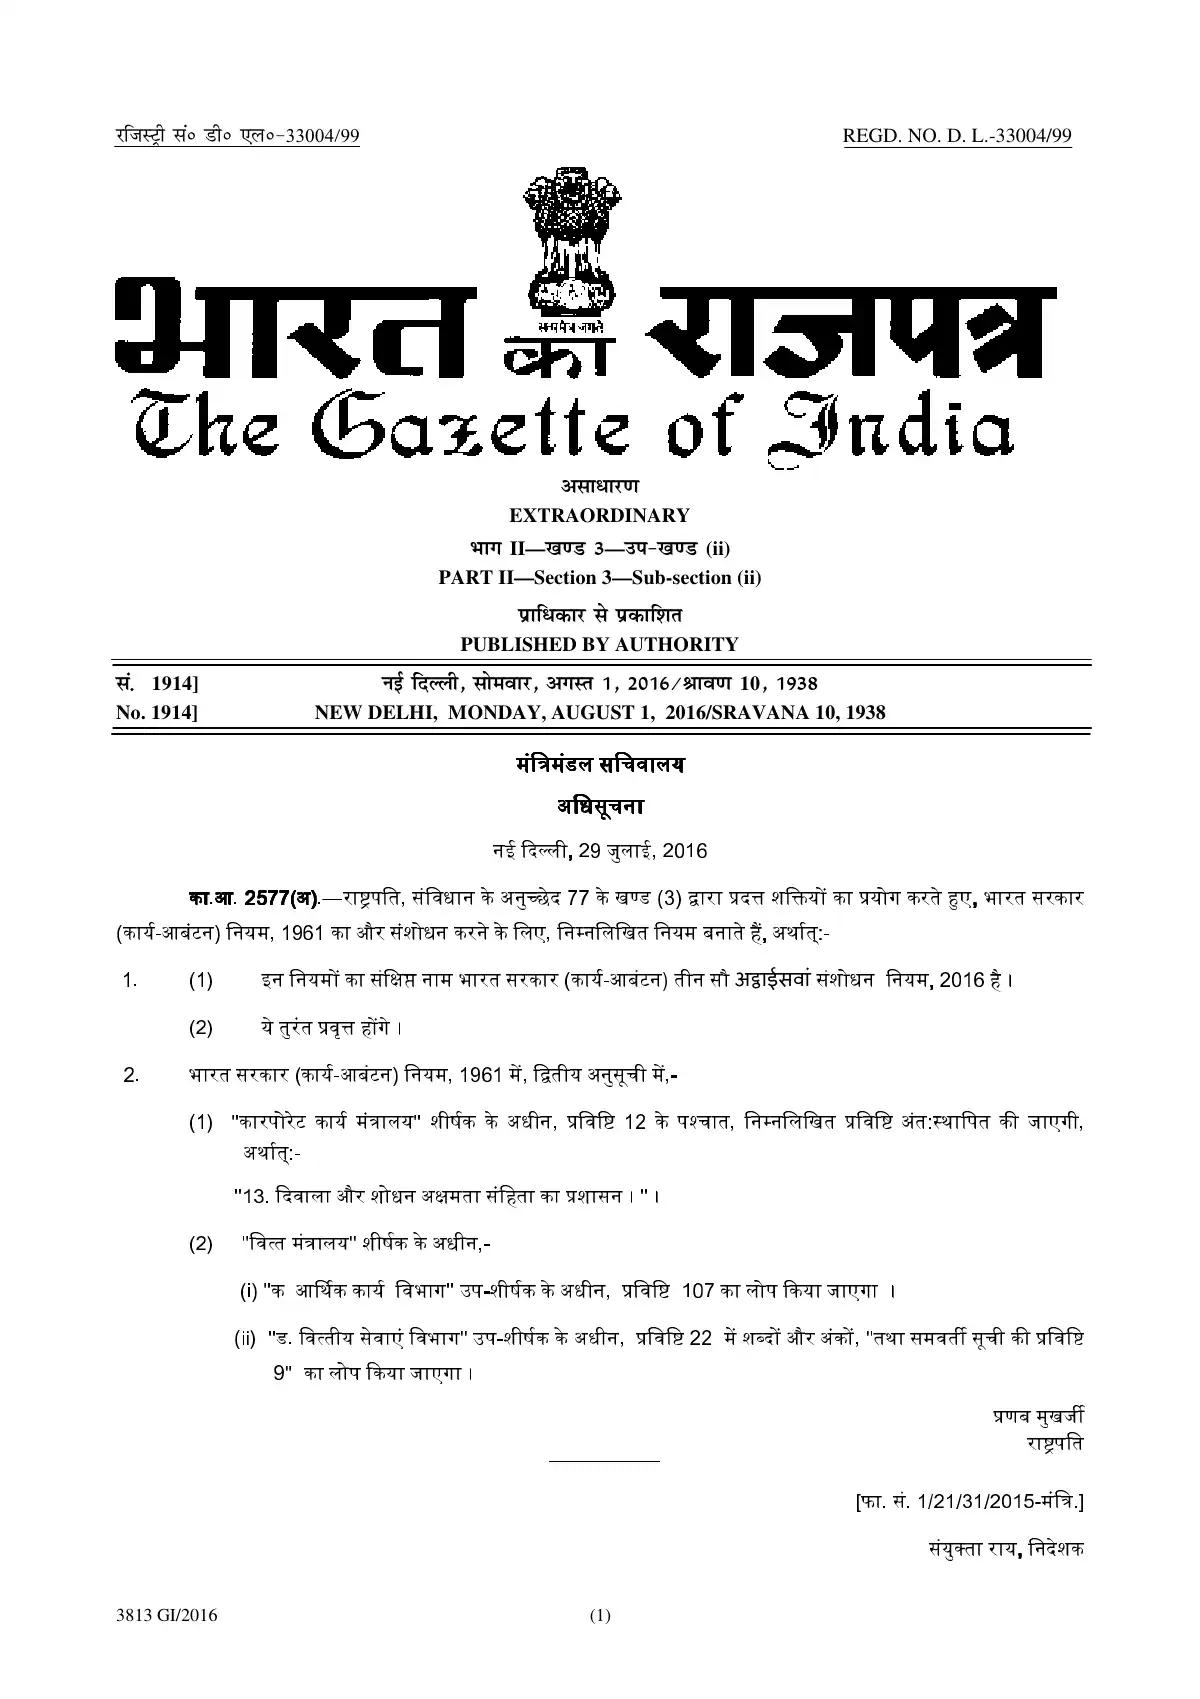 रजिस्ट्री सं० डी० एल०-33004/99
REGD. NO. D. L.-33004/99
सत्यमेव जयते
भारत का राजपत्र
The Gazette of India
असाधारण
EXTRAORDINARY
भाग II—खण्ड 3—उप-खण्ड (ii)
PART II—Section 3—Sub-section (ii)
प्राधिकार से प्रकाशित
PUBLISHED BY AUTHORITY
सं. 1914] नई दिल्ली, सोमवार, अगस्त 1, 2016/श्रावण 10, 1938
No. 1914] NEW DELHI, MONDAY, AUGUST 1, 2016/SRAVANA 10, 1938
मंत्रिमंडल सचिवालय
अधिसूचना
नई दिल्ली, 29 जुलाई, 2016
का.आ. 2577(अ).—राष्ट्रपति, संविधान के अनुच्छेद 77 के खण्ड (3) द्वारा प्रदत्त शक्तियों का प्रयोग करते हुए, भारत सरकार
(कार्य-आबंटन) नियम, 1961 का और संशोधन करने के लिए, निम्नलिखित नियम बनाते हैं, अर्थात्:-
1. (1) इन नियमों का संक्षिप्त नाम भारत सरकार (कार्य-आबंटन) तीन सौ अट्ठाईसवां संशोधन नियम, 2016 है ।
(2) ये तुरंत प्रवृत्त होंगे ।
2. भारत सरकार (कार्य-आबंटन) नियम, 1961 में, द्वितीय अनुसूची में,-
(1) "कारपोरेट कार्य मंत्रालय" शीर्षक के अधीन, प्रविष्टि 12 के पश्चात, निम्नलिखित प्रविष्टि अंत:स्थापित की जाएगी,
अर्थात्:-
"13. दिवाला और शोधन अक्षमता संहिता का प्रशासन । " ।
(2) "वित्त मंत्रालय" शीर्षक के अधीन,-
(i) "क आर्थिक कार्य विभाग" उप-शीर्षक के अधीन, प्रविष्टि 107 का लोप किया जाएगा ।
(ii) "ड. वित्तीय सेवाएं विभाग" उप-शीर्षक के अधीन, प्रविष्टि 22 में शब्दों और अंकों, "तथा समवर्ती सूची की प्रविष्टि
9" का लोप किया जाएगा ।
प्रणब मुखर्जी
राष्ट्रपति
[फा. सं. 1/21/31/2015-मंत्रि.]
संयुक्ता राय, निदेशक
3813 GI/2016 (1)